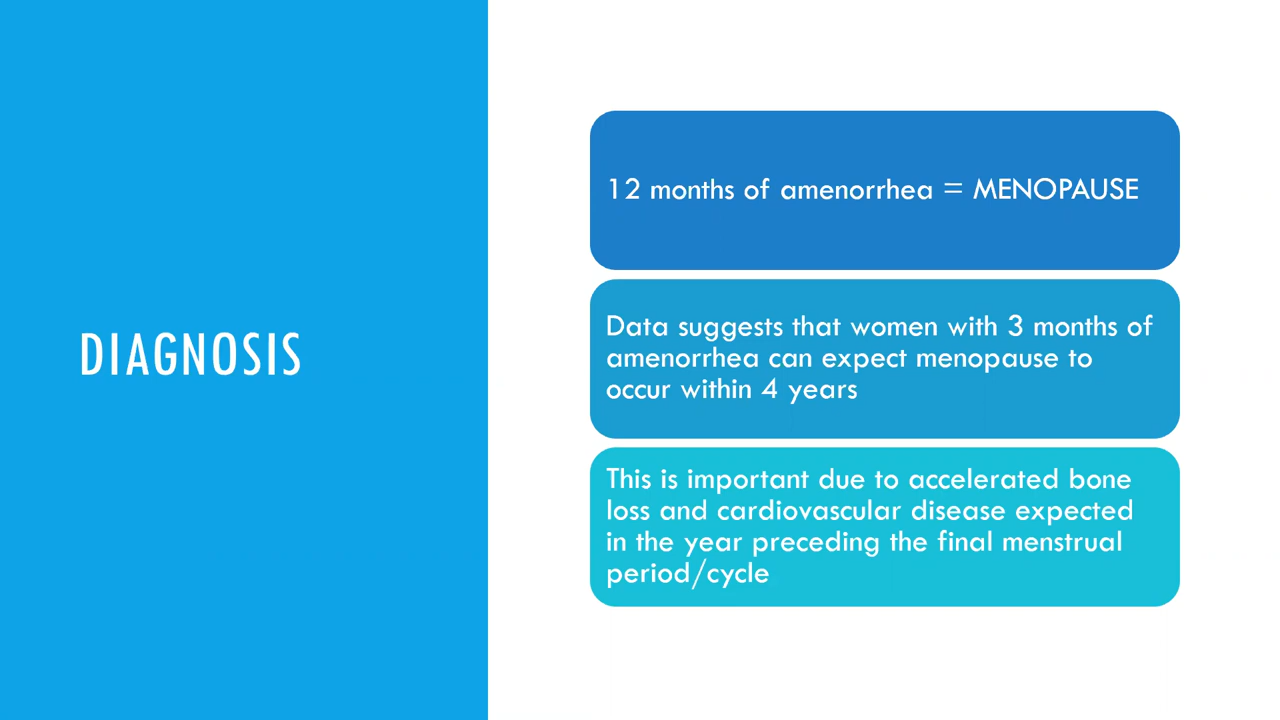 DIAGNOSIS
12 months of amenorrhea = MENOPAUSE
Data suggests that women with 3 months of
amenorrhea can expect menopause to
occur within 4 years
This is important due to accelerated bone
loss and cardiovascular disease expected
in the year preceding the final menstrual
period/cycle